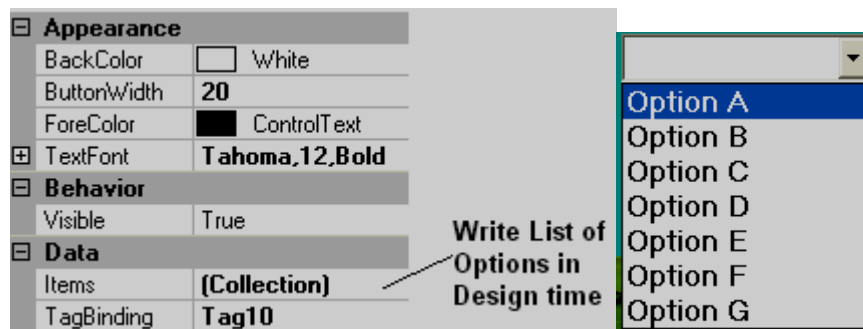 Appearance
BackColor White
ButtonWidth 20
ForeColor ControlText
TextFont Tahoma,12,Bold
Behavior
Visible True
Data
Items (Collection)
TagBinding Tag10
Write List of
Options in
Design time
Option A
Option B
Option C
Option D
Option E
Option F
Option G